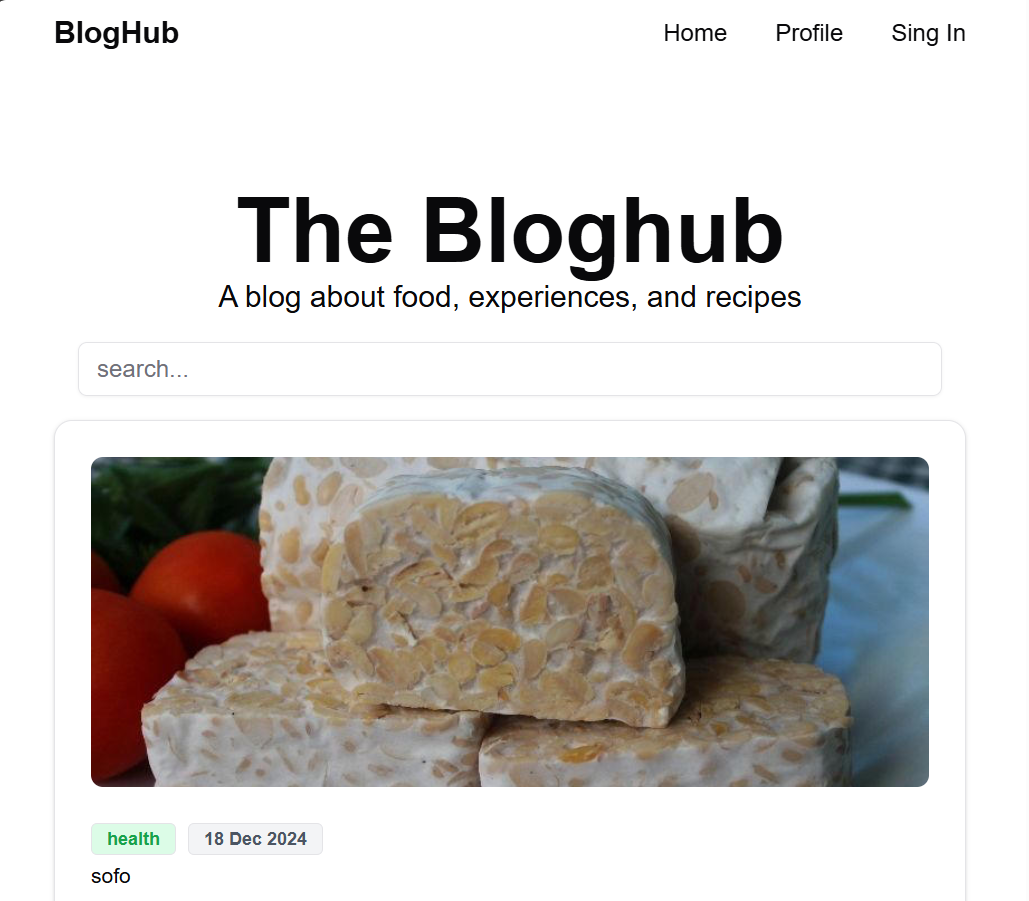 BlogHub Home Profile Sing In
The Bloghub
A blog about food, experiences, and recipes
search...
health 18 Dec 2024
sofo